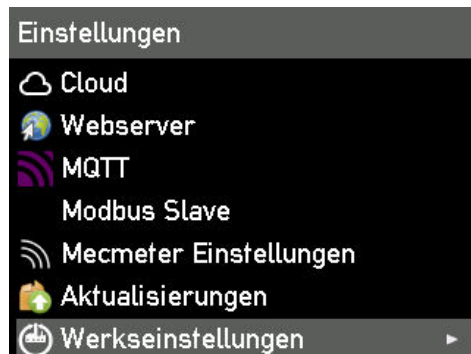 Einstellungen
Cloud
Webserver
MQTT
Modbus Slave
Mecmeter Einstellungen
Aktualisierungen
Werkseinstellungen